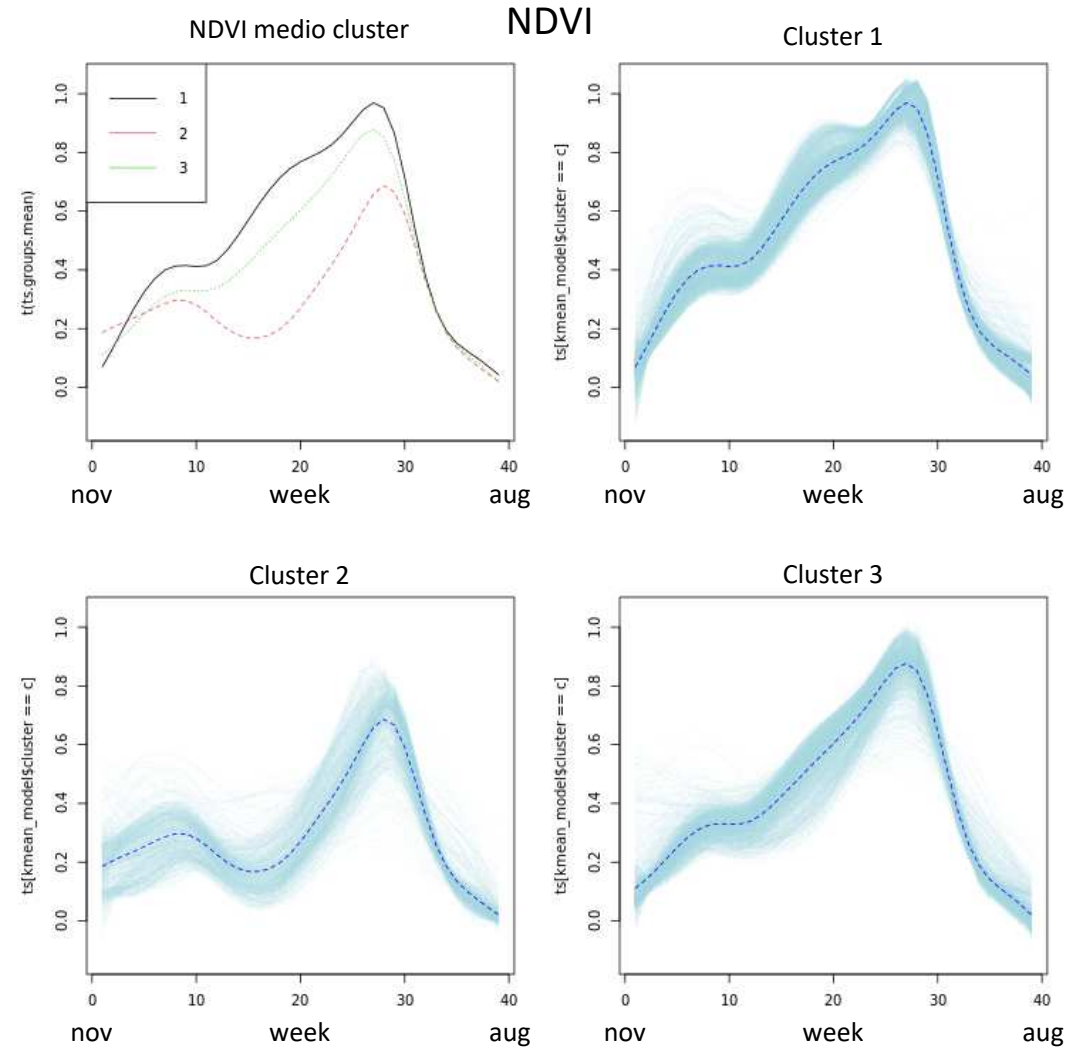 NDVI
NDVI medio cluster
1
2
3
t(ts.groups.mean)
0.0 0.2 0.4 0.6 0.8 1.0
0 10 20 30 40
nov week aug
Cluster 1
ts[kmean_model$cluster == c]
0.0 0.2 0.4 0.6 0.8 1.0
0 10 20 30 40
nov week aug
Cluster 2
ts[kmean_model$cluster == c]
0.0 0.2 0.4 0.6 0.8 1.0
0 10 20 30 40
nov week aug
Cluster 3
ts[kmean_model$cluster == c]
0.0 0.2 0.4 0.6 0.8 1.0
0 10 20 30 40
nov week aug